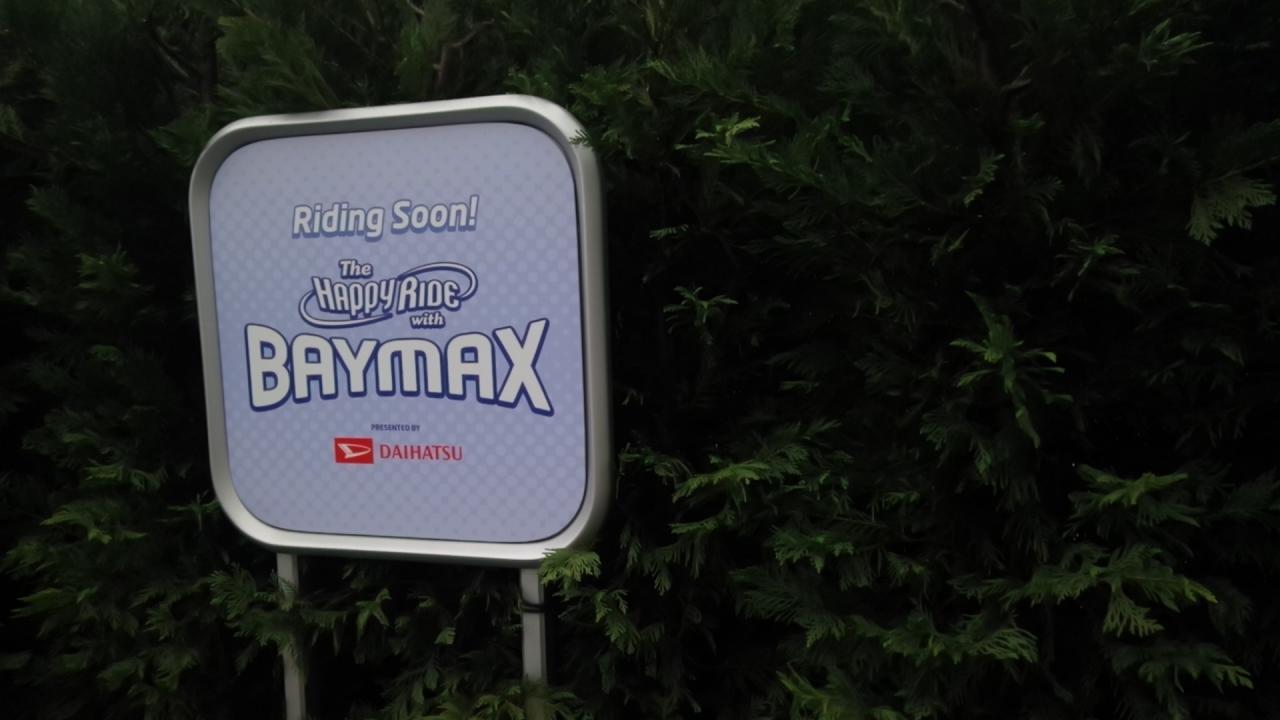 Riding Soon!
The
HAPPY RIDE
with
BAYMAX
PRESENTED BY
DAIHATSU